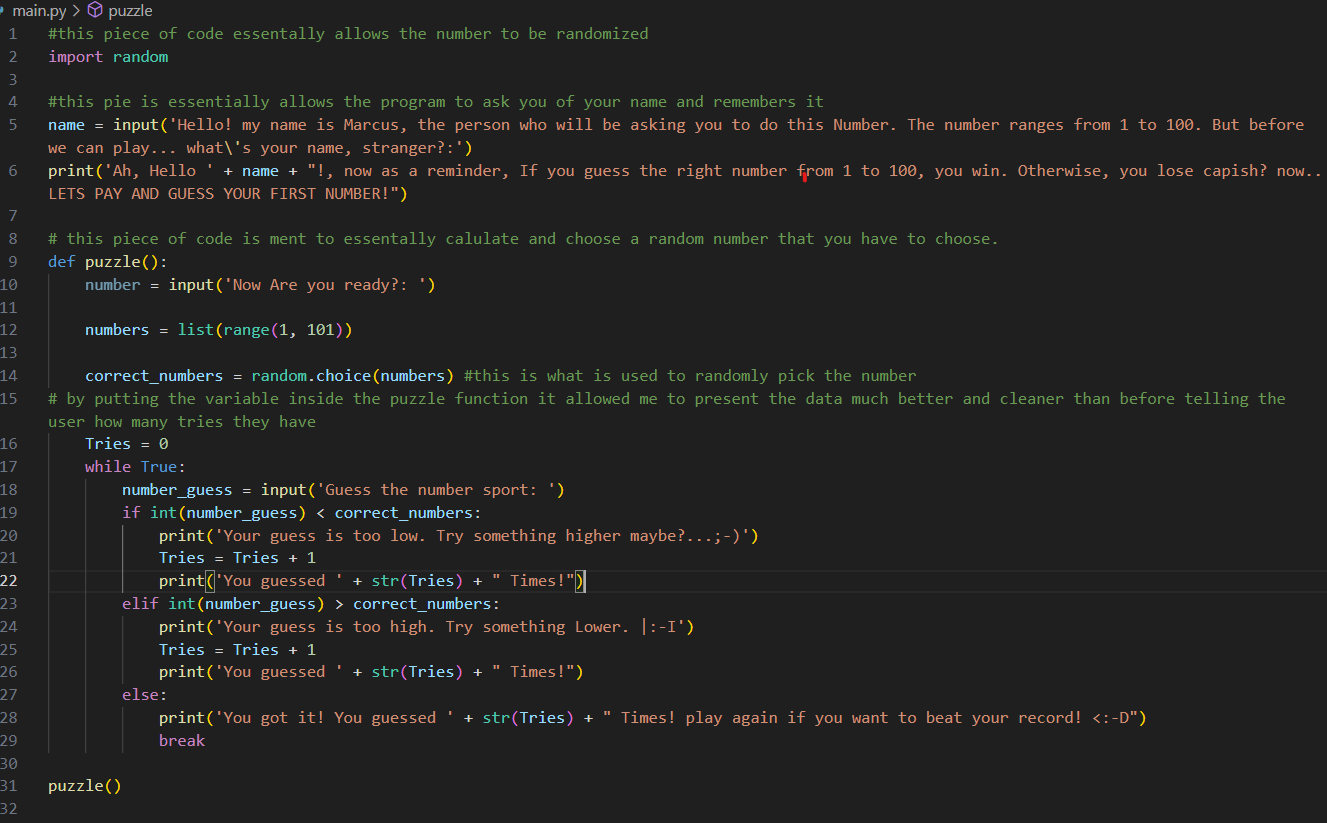 main.py > puzzle
1 #this piece of code essentally allows the number to be randomized
2 import random
3
4 #this pie is essentially allows the program to ask you of your name and remembers it
5 name = input('Hello! my name is Marcus, the person who will be asking you to do this Number. The number ranges from 1 to 100. But before
we can play... what\'s your name, stranger?:')
6 print('Ah, Hello ' + name + "!, now as a reminder, If you guess the right number from 1 to 100, you win. Otherwise, you lose capish? now..
LETS PAY AND GUESS YOUR FIRST NUMBER!")
7
8 # this piece of code is ment to essentally calulate and choose a random number that you have to choose.
9 def puzzle():
10     number = input('Now Are you ready?: ')
11
12     numbers = list(range(1, 101))
13
14     correct_numbers = random.choice(numbers) #this is what is used to randomly pick the number
15 # by putting the variable inside the puzzle function it allowed me to present the data much better and cleaner than before telling the
user how many tries they have
16     Tries = 0
17     while True:
18         number_guess = input('Guess the number sport: ')
19         if int(number_guess) < correct_numbers:
20             print('Your guess is too low. Try something higher maybe?...;-)')
21             Tries = Tries + 1
22             print('You guessed ' + str(Tries) + " Times!")
23         elif int(number_guess) > correct_numbers:
24             print('Your guess is too high. Try something Lower. |:-I')
25             Tries = Tries + 1
26             print('You guessed ' + str(Tries) + " Times!")
27         else:
28             print('You got it! You guessed ' + str(Tries) + " Times! play again if you want to beat your record! <:-D")
29             break
30
31 puzzle()
32